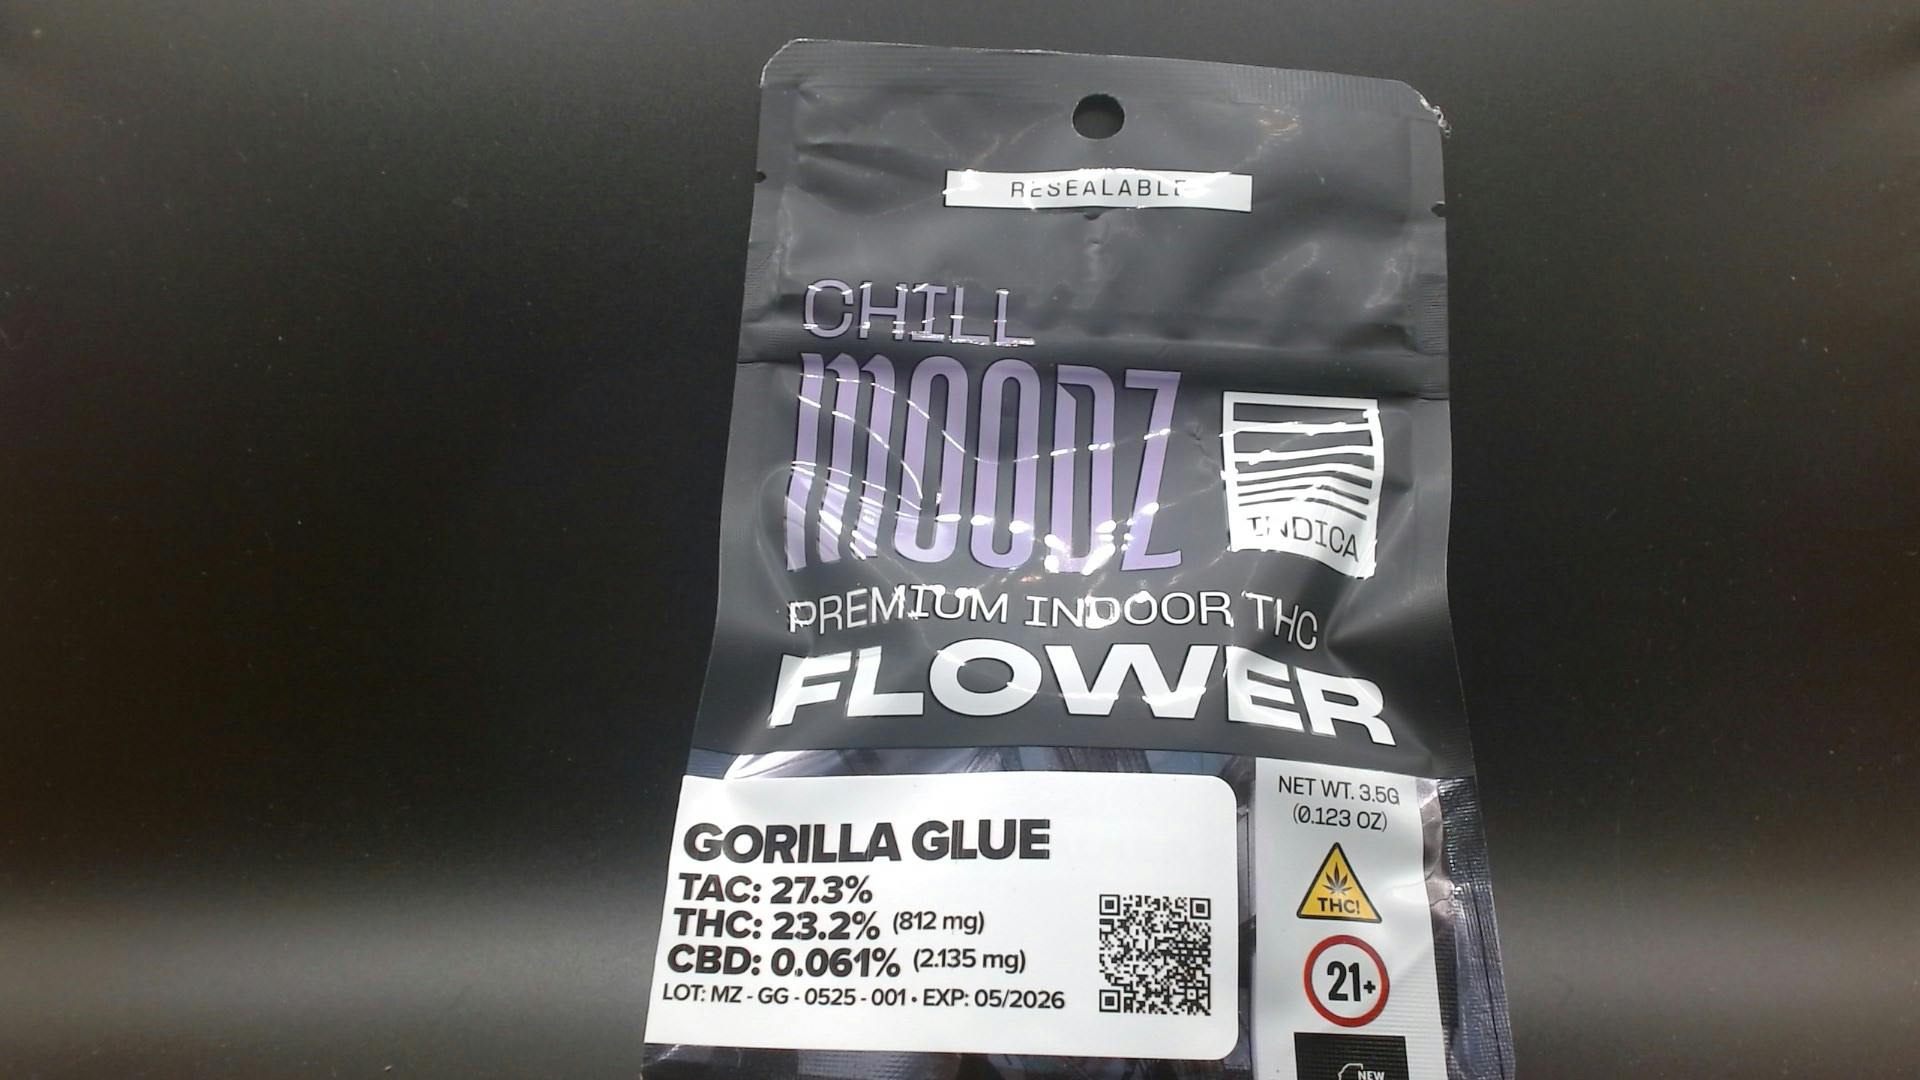 RESEALABLE
CHILL
MOODZ
INDICA
PREMIUM INDOOR THC
FLOWER
NET WT. 3.5G
(0.123 OZ)
GORILLA GLUE
TAC: 27.3%
THC: 23.2% (812 mg)
CBD: 0.061% (2.135 mg)
LOT: MZ - GG - 0525 - 001 • EXP: 05/2026
THC!
21+
NEW